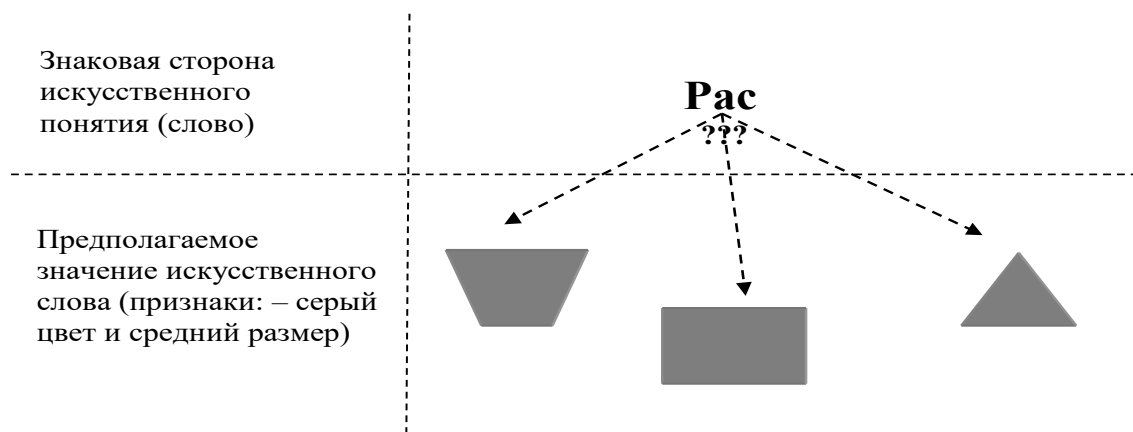 Знаковая сторона
искусственного
понятия (слово)
Рас
???
Предполагаемое
значение искусственного
слова (признаки: – серый
цвет и средний размер)